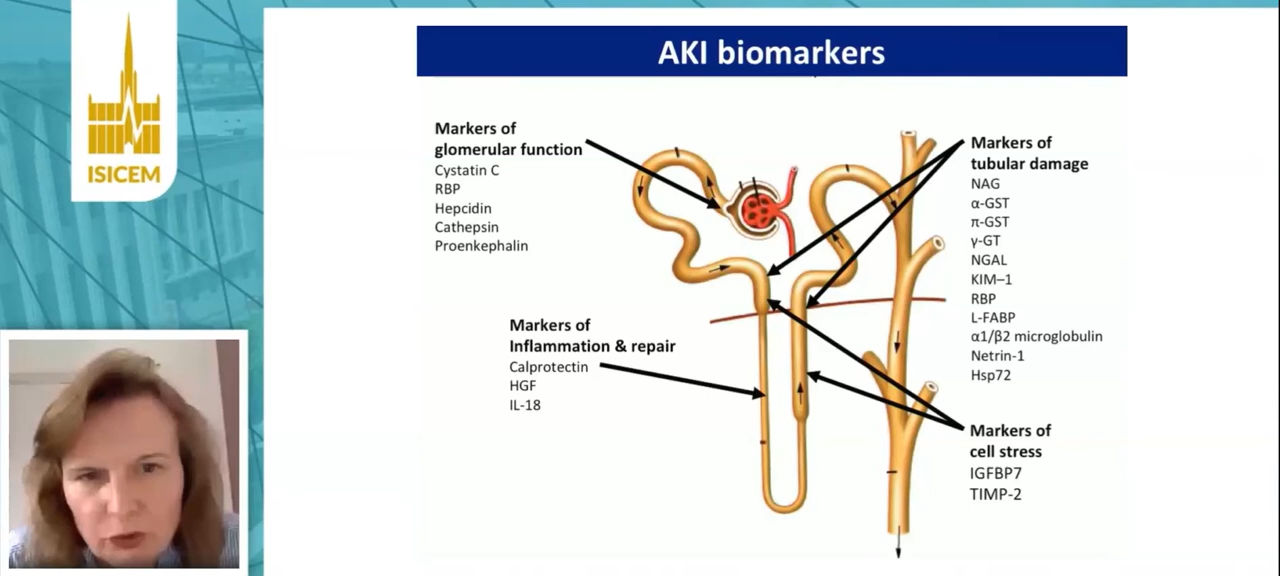 ISICEM
AKI biomarkers
Markers of
glomerular function
Cystatin C
RBP
Hepcidin
Cathepsin
Proenkephalin
Markers of
Inflammation & repair
Calprotectin
HGF
IL-18
Markers of
tubular damage
NAG
α-GST
π-GST
γ-GT
NGAL
KIM–1
RBP
L-FABP
α1/β2 microglobulin
Netrin-1
Hsp72
Markers of
cell stress
IGFBP7
TIMP-2